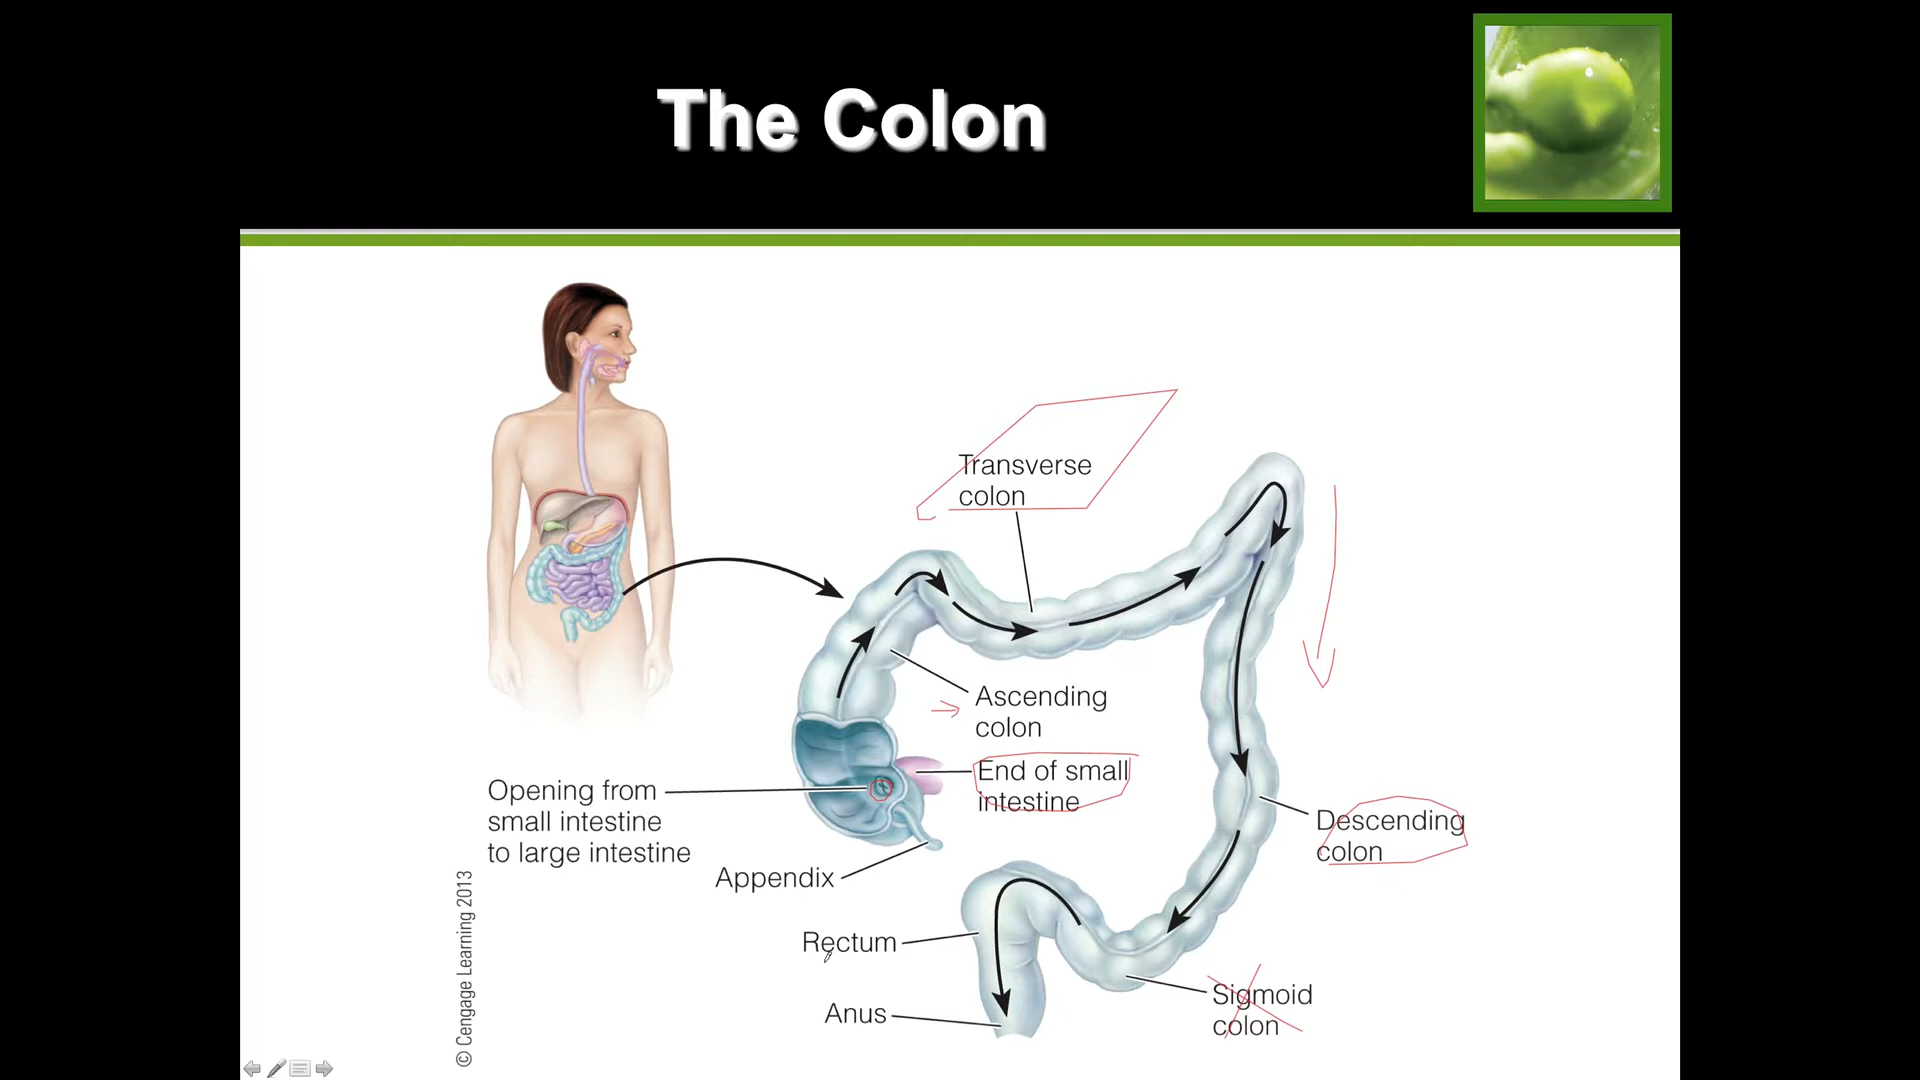 The Colon
Transverse
colon
Ascending
colon
End of small
intestine
Opening from
small intestine
to large intestine
Descending
colon
Appendix
Rectum
Anus
Sigmoid
colon
© Cengage Learning 2013